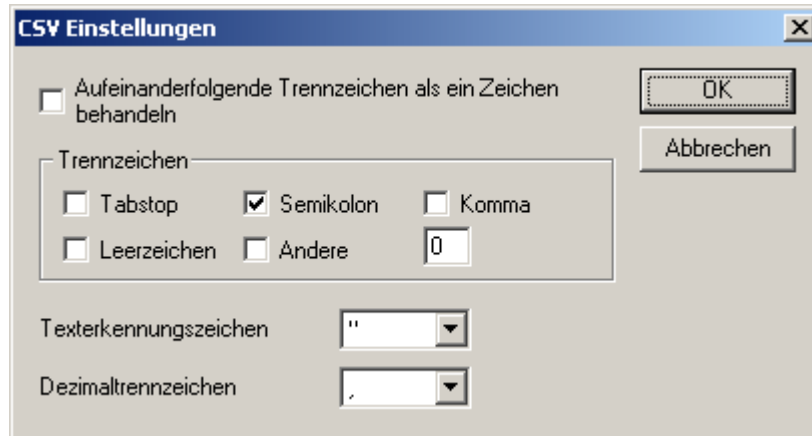 CSV Einstellungen
Aufeinanderfolgende Trennzeichen als ein Zeichen
behandeln
OK
Abbrechen
Trennzeichen
Tabstop
Semikolon
Komma
Leerzeichen
Andere
0
Texterkennungszeichen
"
Dezimaltrennzeichen
,